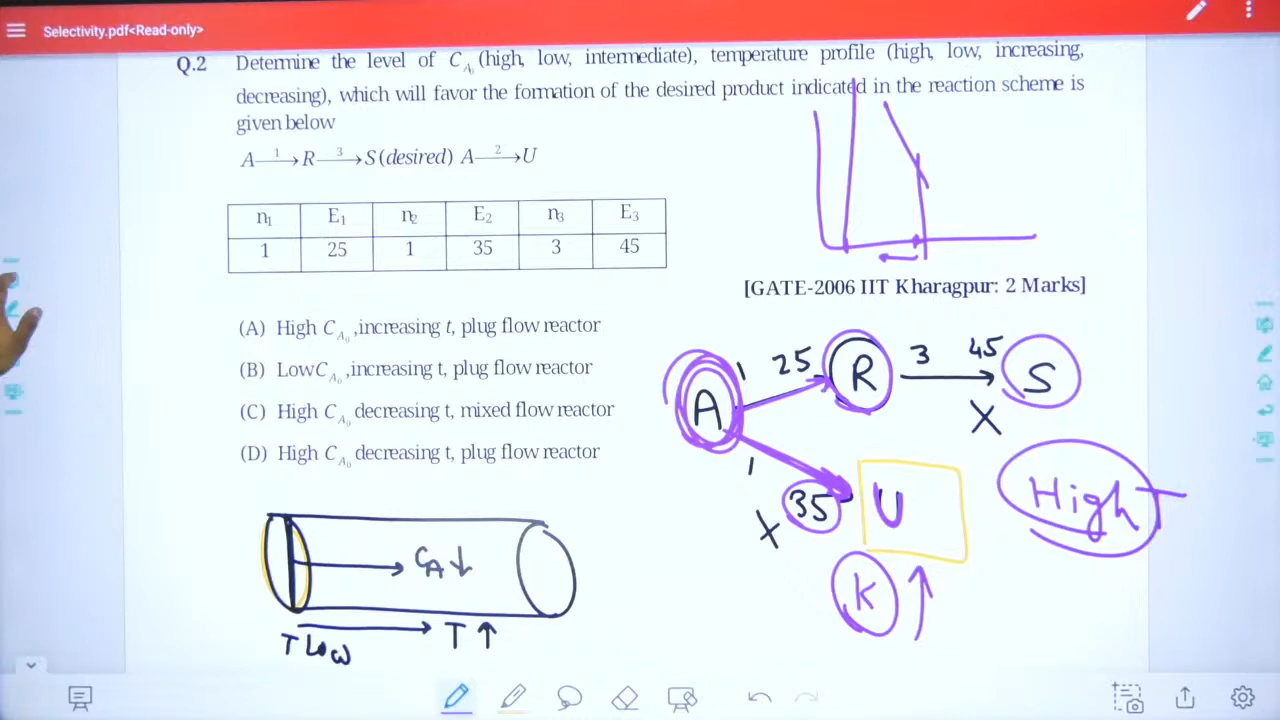 Selectivity.pdf<Read-only>
Q.2 Determine the level of C_A₀ (high, low, intermediate), temperature profile (high, low, increasing,
decreasing), which will favor the formation of the desired product indicated in the reaction scheme is
given below
A —1→ R —3→ S (desired) A —2→ U
n₁ E₁ n₂ E₂ n₃ E₃
1 25 1 35 3 45
[GATE-2006 IIT Kharagpur: 2 Marks]
(A) High C_A₀, increasing t, plug flow reactor
(B) Low C_A₀, increasing t, plug flow reactor
(C) High C_A₀ decreasing t, mixed flow reactor
(D) High C_A₀ decreasing t, plug flow reactor
A 1 25 R 3 45 S
X
1 35 U
X
High T
K ↑
C_A ↓
T Low → T ↑